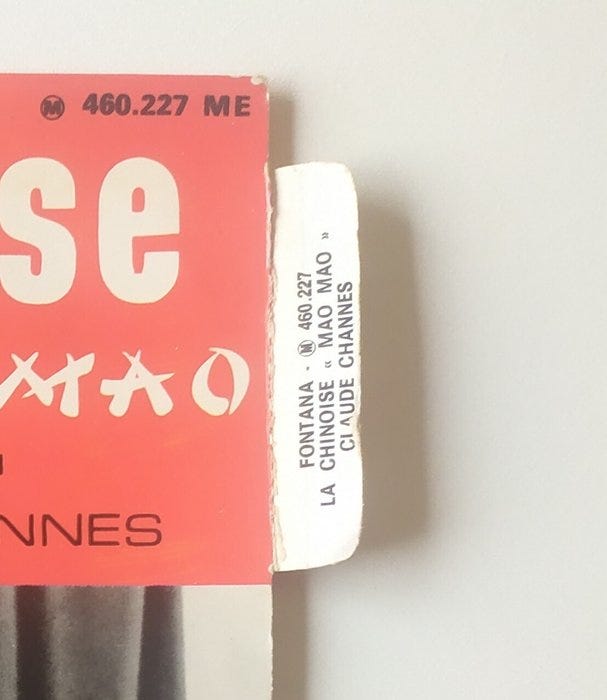 Ⓜ 460.227 ME
se
MAO
NNES
FONTANA - Ⓜ 460.227
LA CHINOISE « MAO MAO »
CLAUDE CHANNES